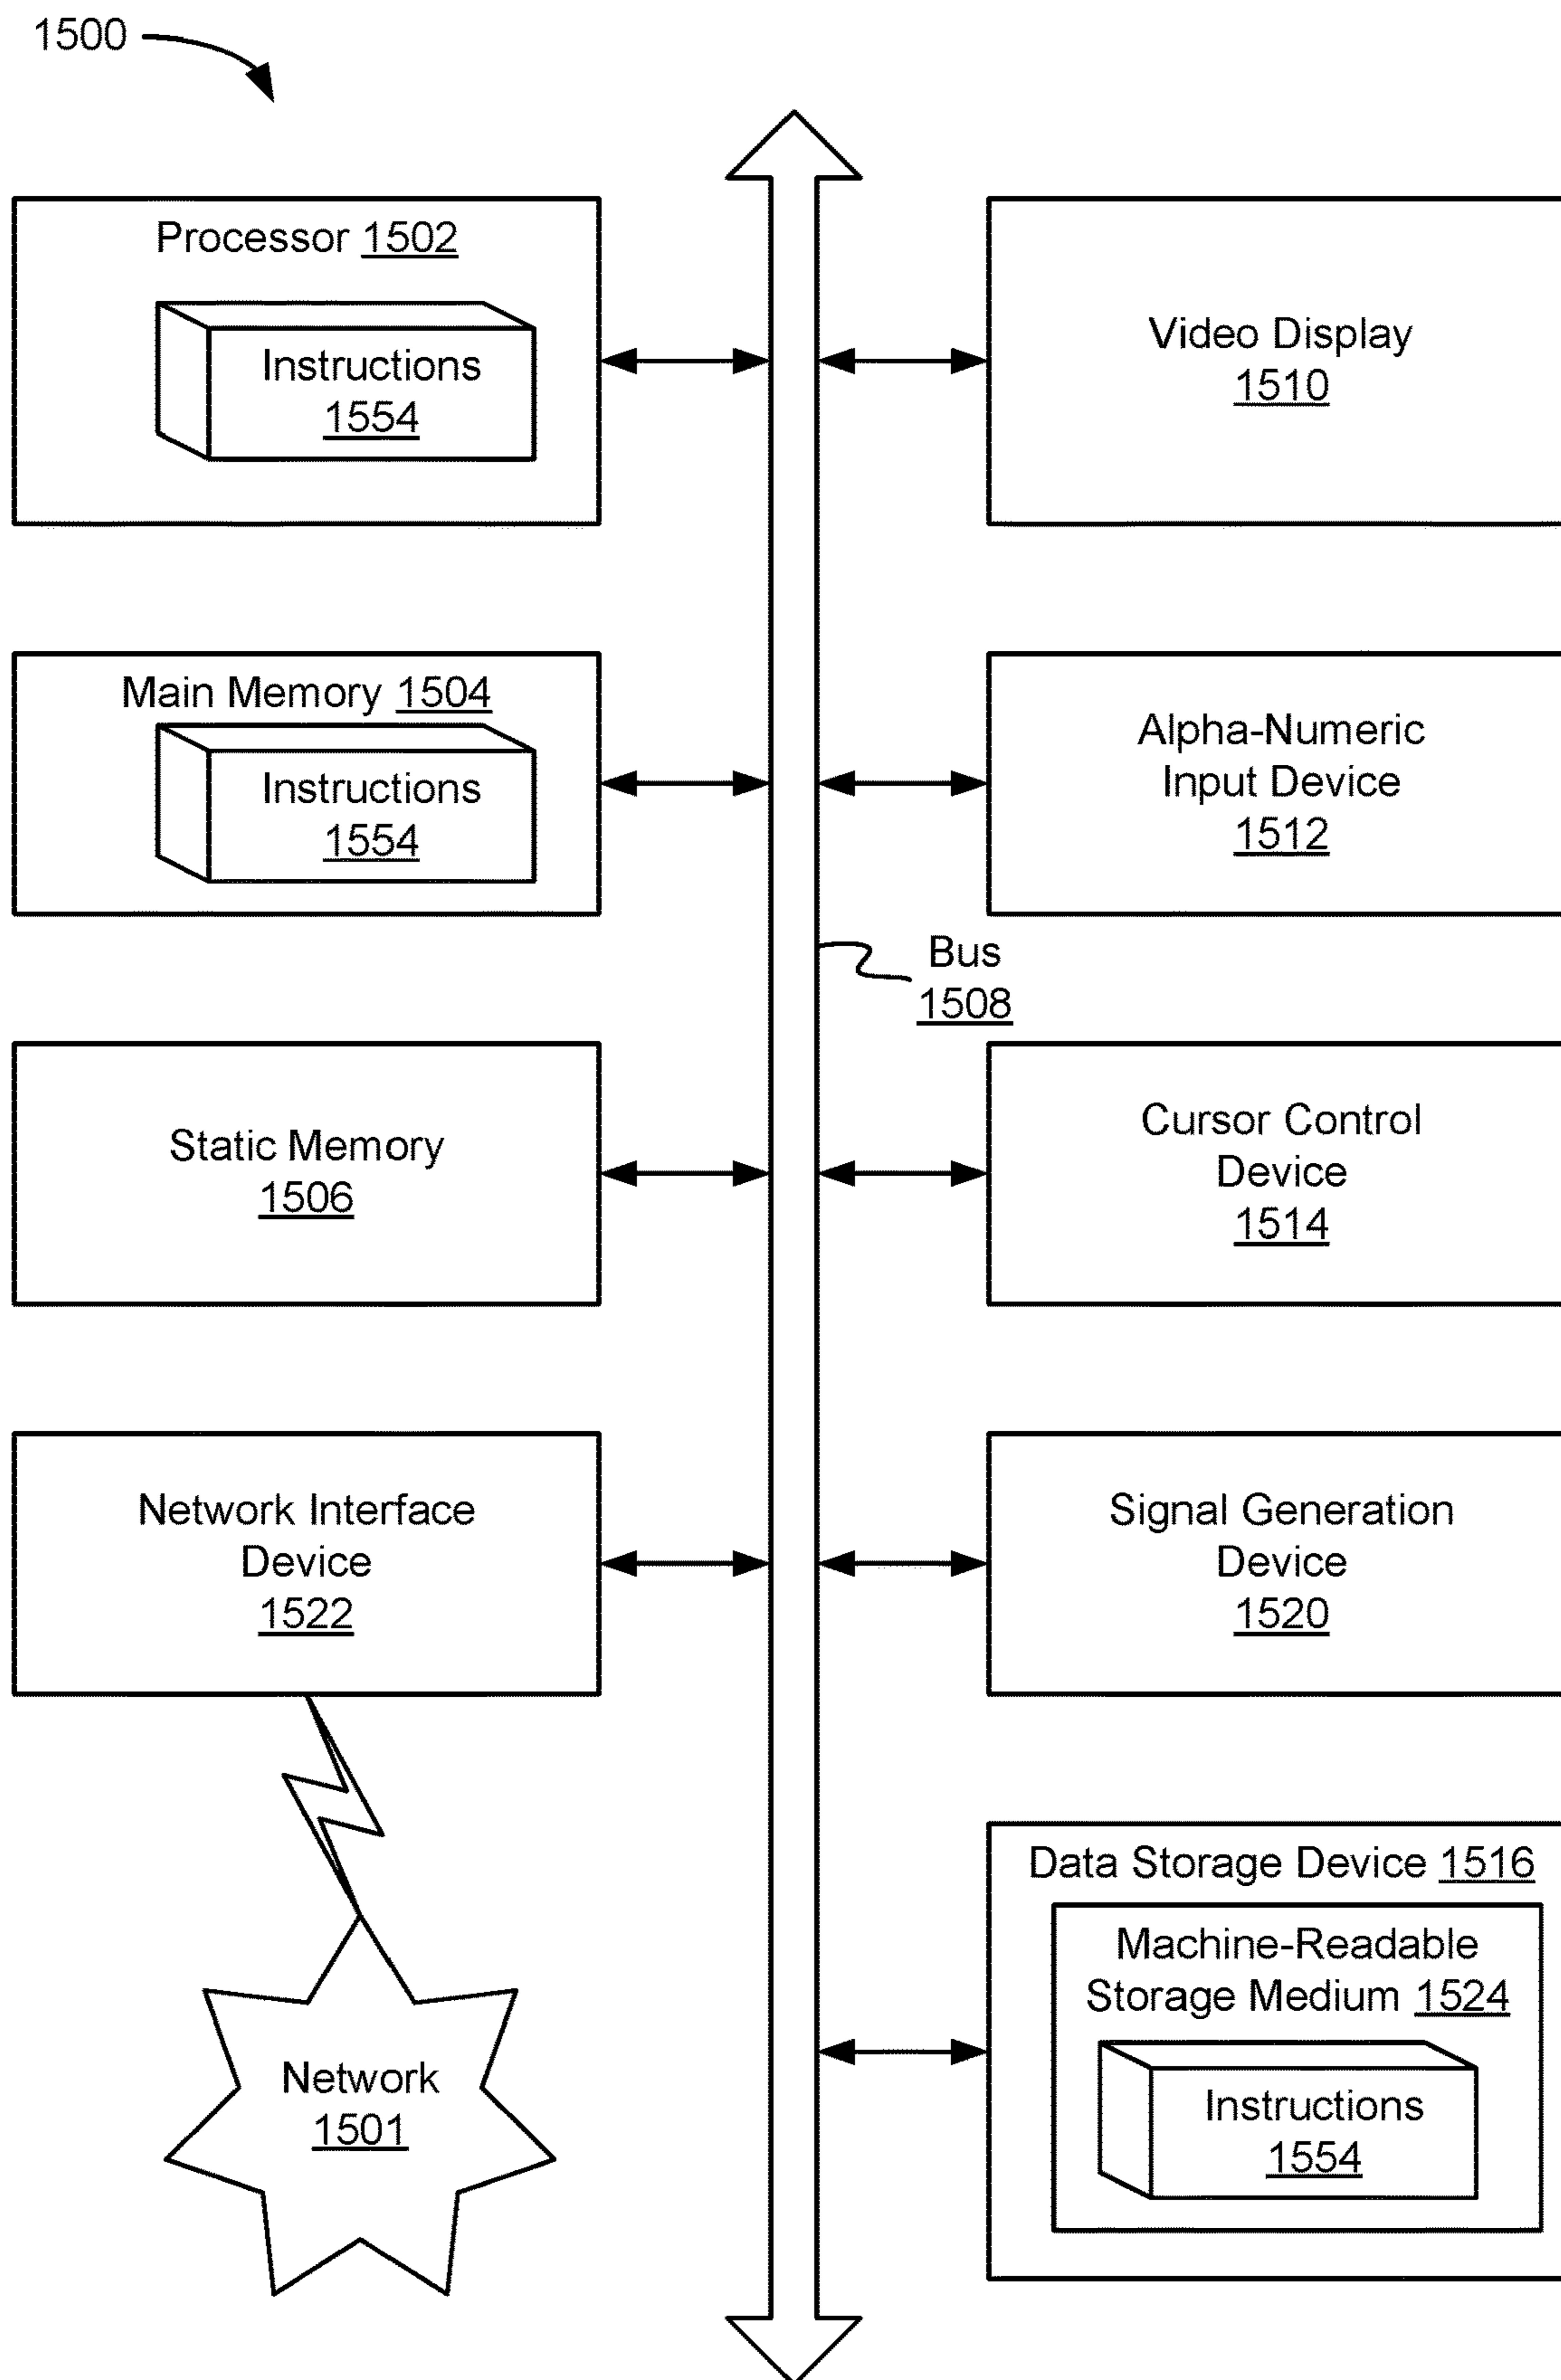 1500
Processor 1502
Instructions
1554
Video Display
1510
Main Memory 1504
Instructions
1554
Alpha-Numeric
Input Device
1512
Bus
1508
Static Memory
1506
Cursor Control
Device
1514
Network Interface
Device
1522
Signal Generation
Device
1520
Data Storage Device 1516
Machine-Readable
Storage Medium 1524
Instructions
1554
Network
1501